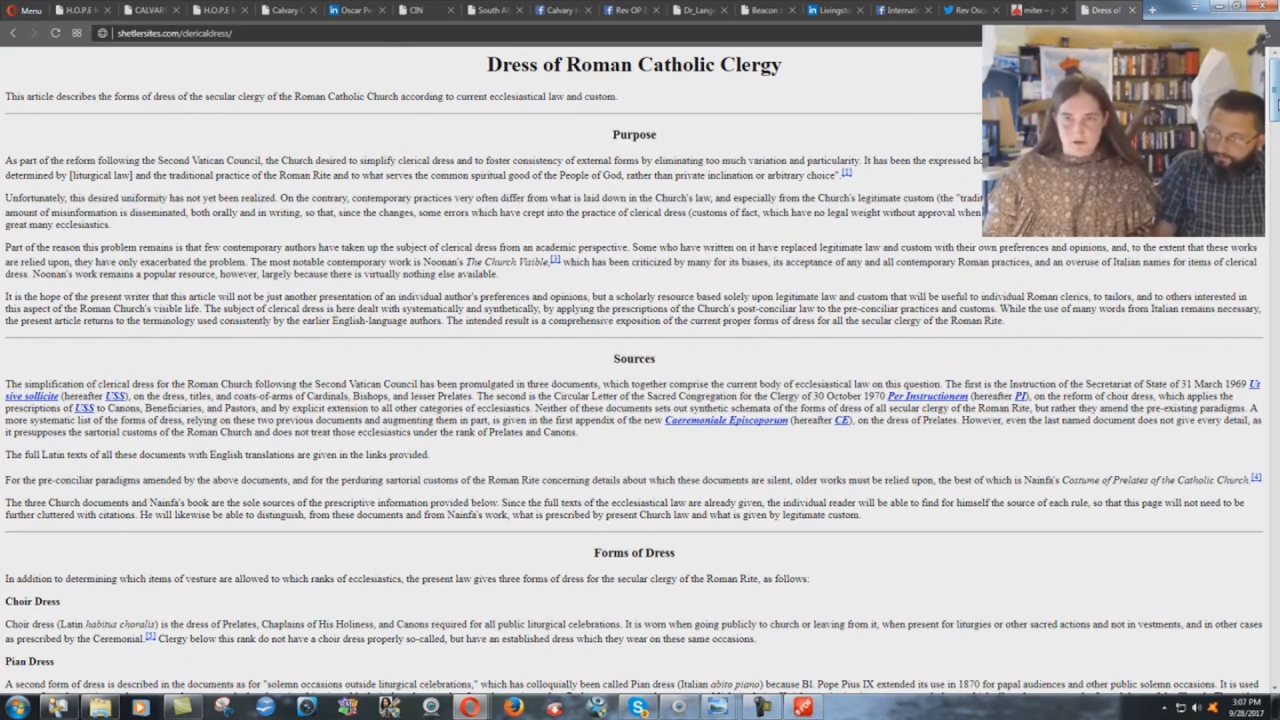 Menu
H.O.P.E
CALVAR
H.O.P.E M
Calvary C
Oscar Pe
CIN
South Af
Calvary
Rev OP
Dr_Lang
Beacon
Livingsto
Internati
Rev Osc
miter – p
Dress of
shetlersites.com/clericaldress/
Dress of Roman Catholic Clergy
This article describes the forms of dress of the secular clergy of the Roman Catholic Church according to current ecclesiastical law and custom.
Purpose
As part of the reform following the Second Vatican Council, the Church desired to simplify clerical dress and to foster consistency of external forms by eliminating too much variation and particularity. It has been the expressed
determined by [liturgical law] and the traditional practice of the Roman Rite and to what serves the common spiritual good of the People of God, rather than private inclination or arbitrary choice".[1]
Unfortunately, this desired uniformity has not yet been realized. On the contrary, contemporary practices very often differ from what is laid down in the Church's law, and especially from the Church's legitimate custom (the "tradit
amount of misinformation is disseminated, both orally and in writing, so that, since the changes, some errors which have crept into the practice of clerical dress (customs of fact, which have no legal weight without approval when
great many ecclesiastics.
Part of the reason this problem remains is that few contemporary authors have taken up the subject of clerical dress from an academic perspective. Some who have written on it have replaced legitimate law and custom with their own preferences and opinions, and, to the extent that these works
are relied upon, they have only exacerbated the problem. The most notable contemporary work is Noonan's The Church Visible,[3] which has been criticized by many for its biases, its acceptance of any and all contemporary Roman practices, and an overuse of Italian names for items of clerical
dress. Noonan's work remains a popular resource, however, largely because there is virtually nothing else available.
It is the hope of the present writer that this article will not be just another presentation of an individual author's preferences and opinions, but a scholarly resource based solely upon legitimate law and custom that will be useful to individual Roman clerics, to tailors, and to others interested in
this aspect of the Roman Church's visible life. The subject of clerical dress is here dealt with systematically and synthetically, by applying the prescriptions of the Church's post-conciliar law to the pre-conciliar practices and customs. While the use of many words from Italian remains necessary,
the present article returns to the terminology used consistently by the earlier English-language authors. The intended result is a comprehensive exposition of the current proper forms of dress for all the secular clergy of the Roman Rite.
Sources
The simplification of clerical dress for the Roman Church following the Second Vatican Council has been promulgated in three documents, which together comprise the current body of ecclesiastical law on this question. The first is the Instruction of the Secretariat of State of 31 March 1969 Ut
sive sollicite (hereafter USS), on the dress, titles, and coats-of-arms of Cardinals, Bishops, and lesser Prelates. The second is the Circular Letter of the Sacred Congregation for the Clergy of 30 October 1970 Per Instructionem (hereafter PI), on the reform of choir dress, which applies the
prescriptions of USS to Canons, Beneficiaries, and Pastors, and by explicit extension to all other categories of ecclesiastics. Neither of these documents sets out synthetic schemata of the forms of dress of all secular clergy of the Roman Rite, but rather they amend the pre-existing paradigms. A
more systematic list of the forms of dress, relying on these two previous documents and augmenting them in part, is given in the first appendix of the new Caeremoniale Episcoporum (hereafter CE), on the dress of Prelates. However, even the last named document does not give every detail, as
it presupposes the sartorial customs of the Roman Church and does not treat those ecclesiastics under the rank of Prelates and Canons.
The full Latin texts of all these documents with English translations are given in the links provided.
For the pre-conciliar paradigms amended by the above documents, and for the perduring sartorial customs of the Roman Rite concerning details about which these documents are silent, older works must be relied upon, the best of which is Nainfa's Costume of Prelates of the Catholic Church.[4]
The three Church documents and Nainfa's book are the sole sources of the prescriptive information provided below. Since the full texts of the ecclesiastical law are already given, the individual reader will be able to find for himself the source of each rule, so that this page will not need to be
further cluttered with citations. He will likewise be able to distinguish, from these documents and from Nainfa's work, what is prescribed by present Church law and what is given by legitimate custom.
Forms of Dress
In addition to determining which items of vesture are allowed to which ranks of ecclesiastics, the present law gives three forms of dress for the secular clergy of the Roman Rite, as follows:
Choir Dress
Choir dress (Latin habitus choralis) is the dress of Prelates, Chaplains of His Holiness, and Canons required for all public liturgical celebrations. It is worn when going publicly to church or leaving from it, when present for liturgies or other sacred actions and not in vestments, and in other cases
as prescribed by the Ceremonial.[5] Clergy below this rank do not have a choir dress properly so-called, but have an established dress which they wear on these same occasions.
Pian Dress
A second form of dress is described in the documents as for "solemn occasions outside liturgical celebrations," which has colloquially been called Pian dress (Italian abito piano) because Bl. Pope Pius IX extended its use in 1870 for papal audiences and other public solemn occasions. It is used
3:07 PM
9/28/2017